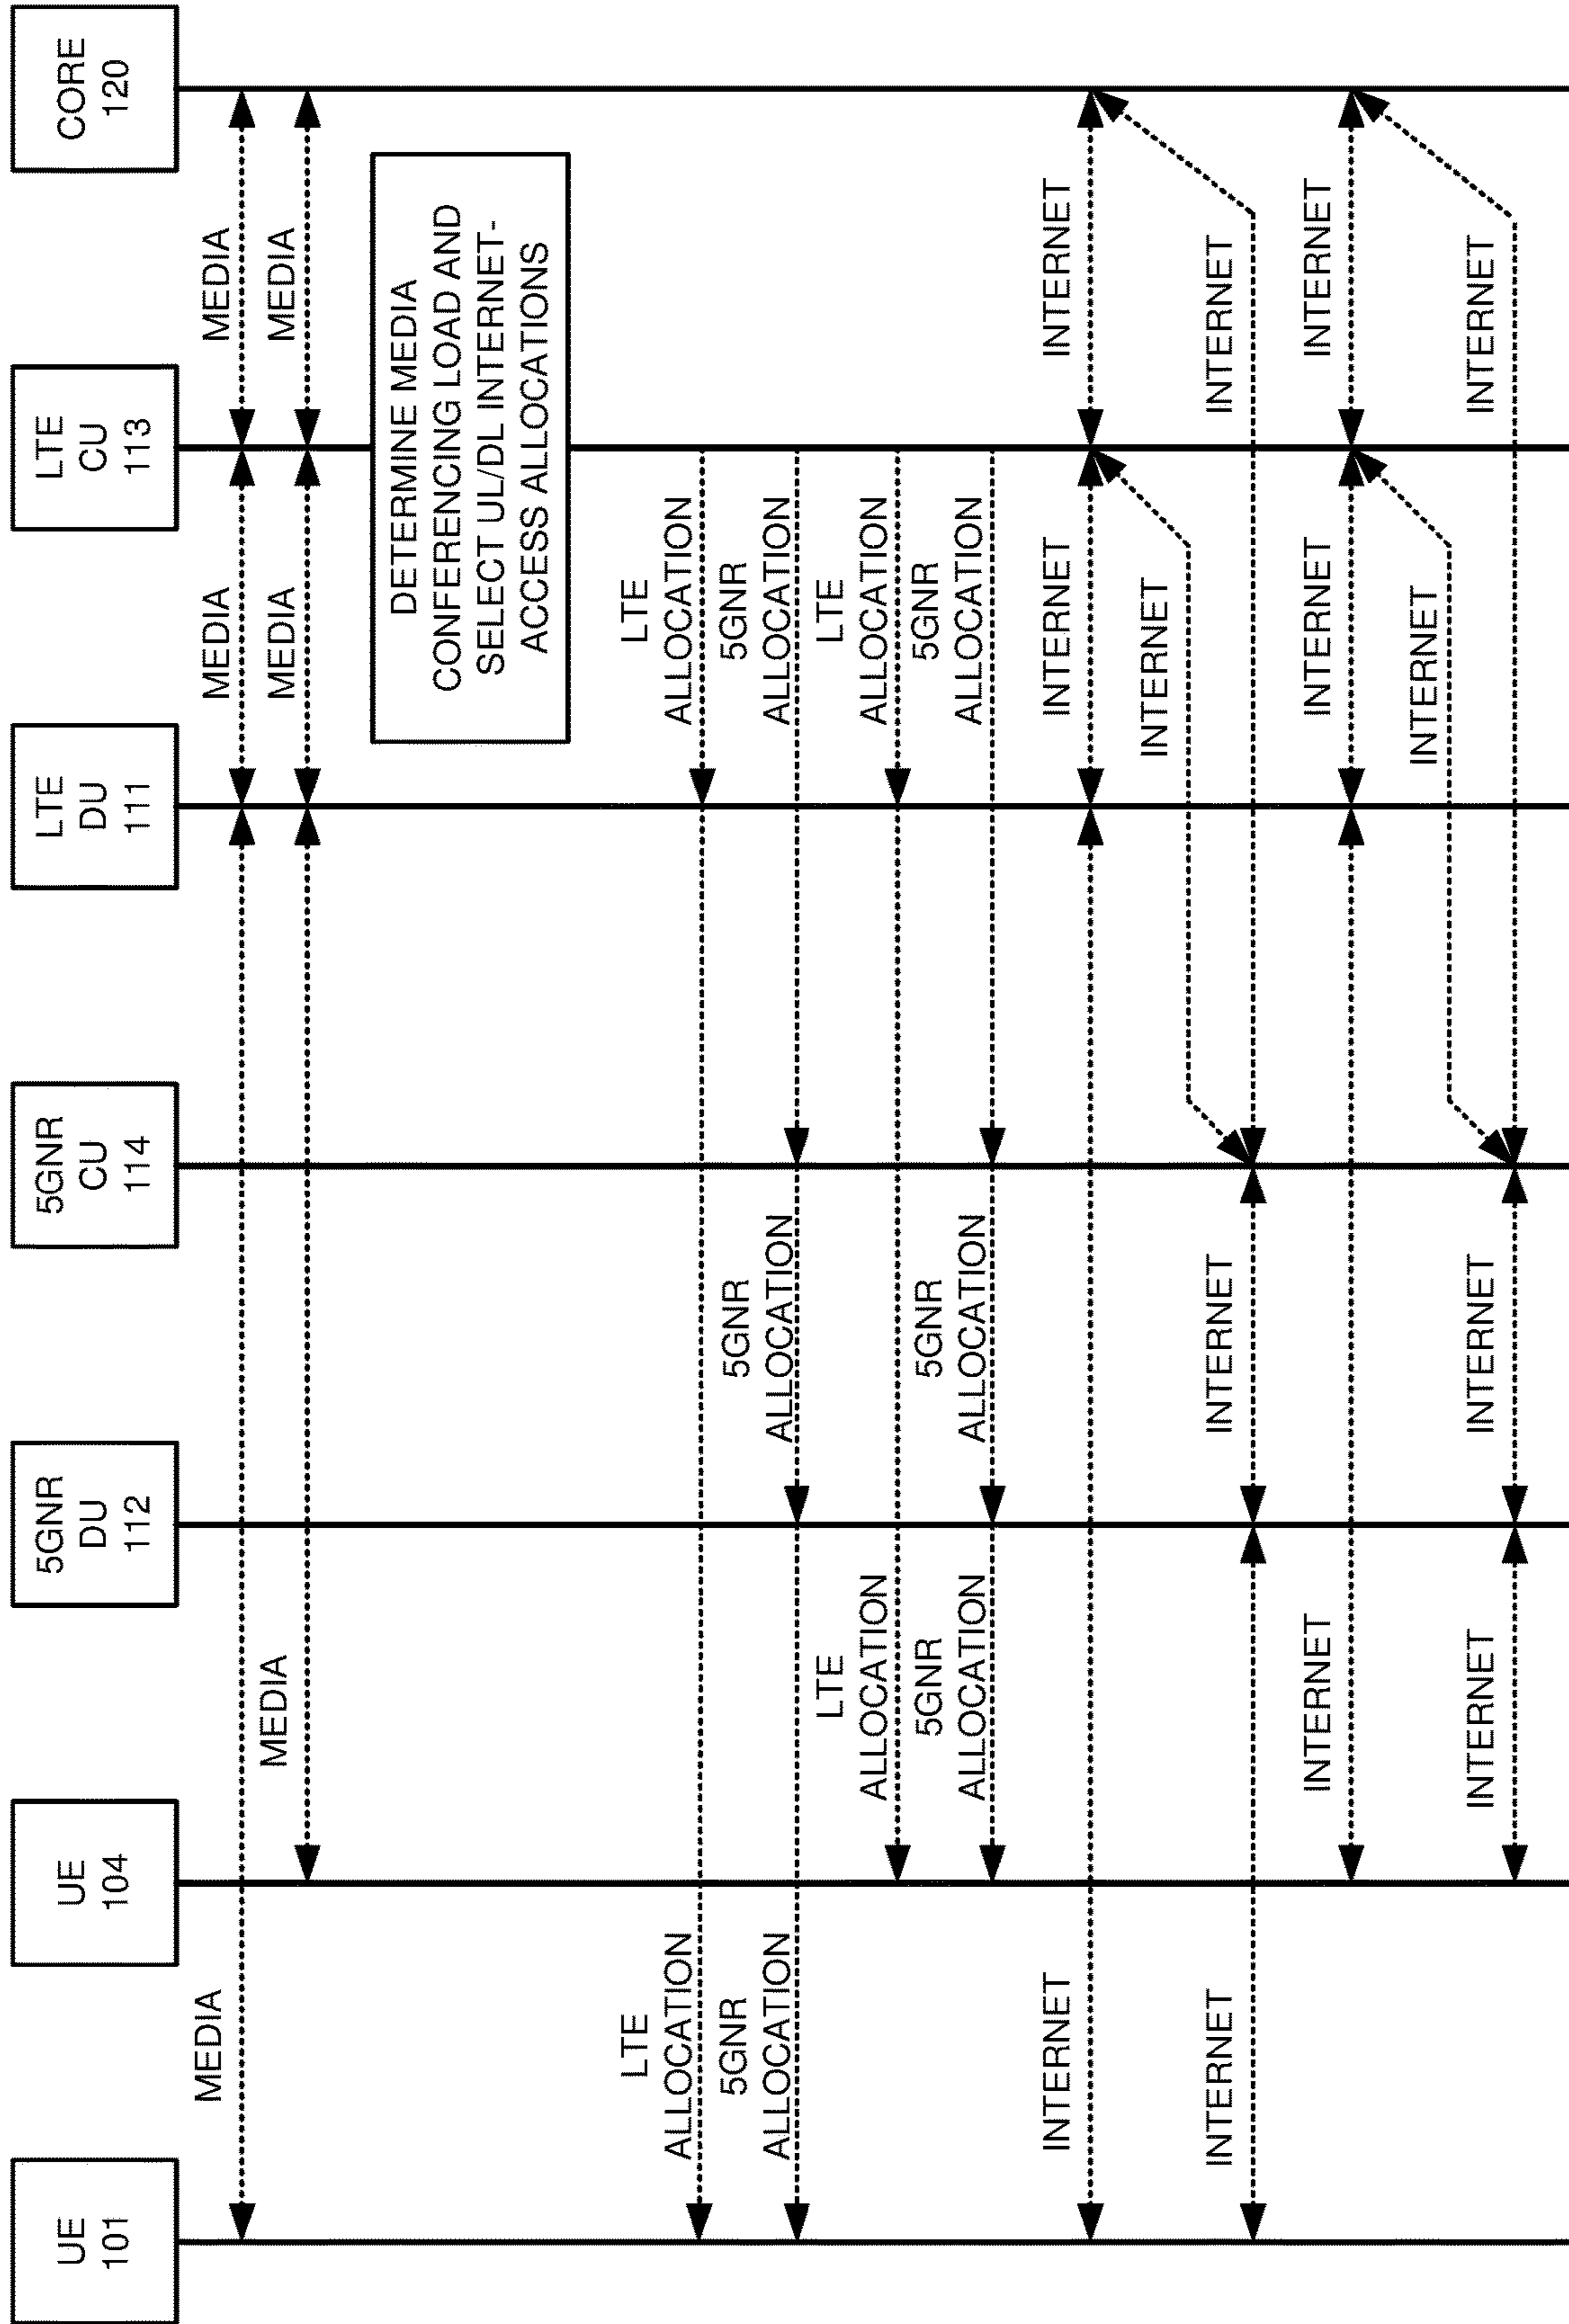 UE
101
UE
104
5GNR
DU
112
5GNR
CU
114
LTE
DU
111
LTE
CU
113
CORE
120
MEDIA
MEDIA
MEDIA
MEDIA
MEDIA
MEDIA
DETERMINE MEDIA
CONFERENCING LOAD AND
SELECT UL/DL INTERNET-
ACCESS ALLOCATIONS
LTE
ALLOCATION
LTE
ALLOCATION
5GNR
ALLOCATION
5GNR
ALLOCATION
5GNR
ALLOCATION
LTE
ALLOCATION
LTE
ALLOCATION
5GNR
ALLOCATION
5GNR
ALLOCATION
5GNR
ALLOCATION
INTERNET
INTERNET
INTERNET
INTERNET
INTERNET
INTERNET
INTERNET
INTERNET
INTERNET
INTERNET
INTERNET
INTERNET
INTERNET
INTERNET